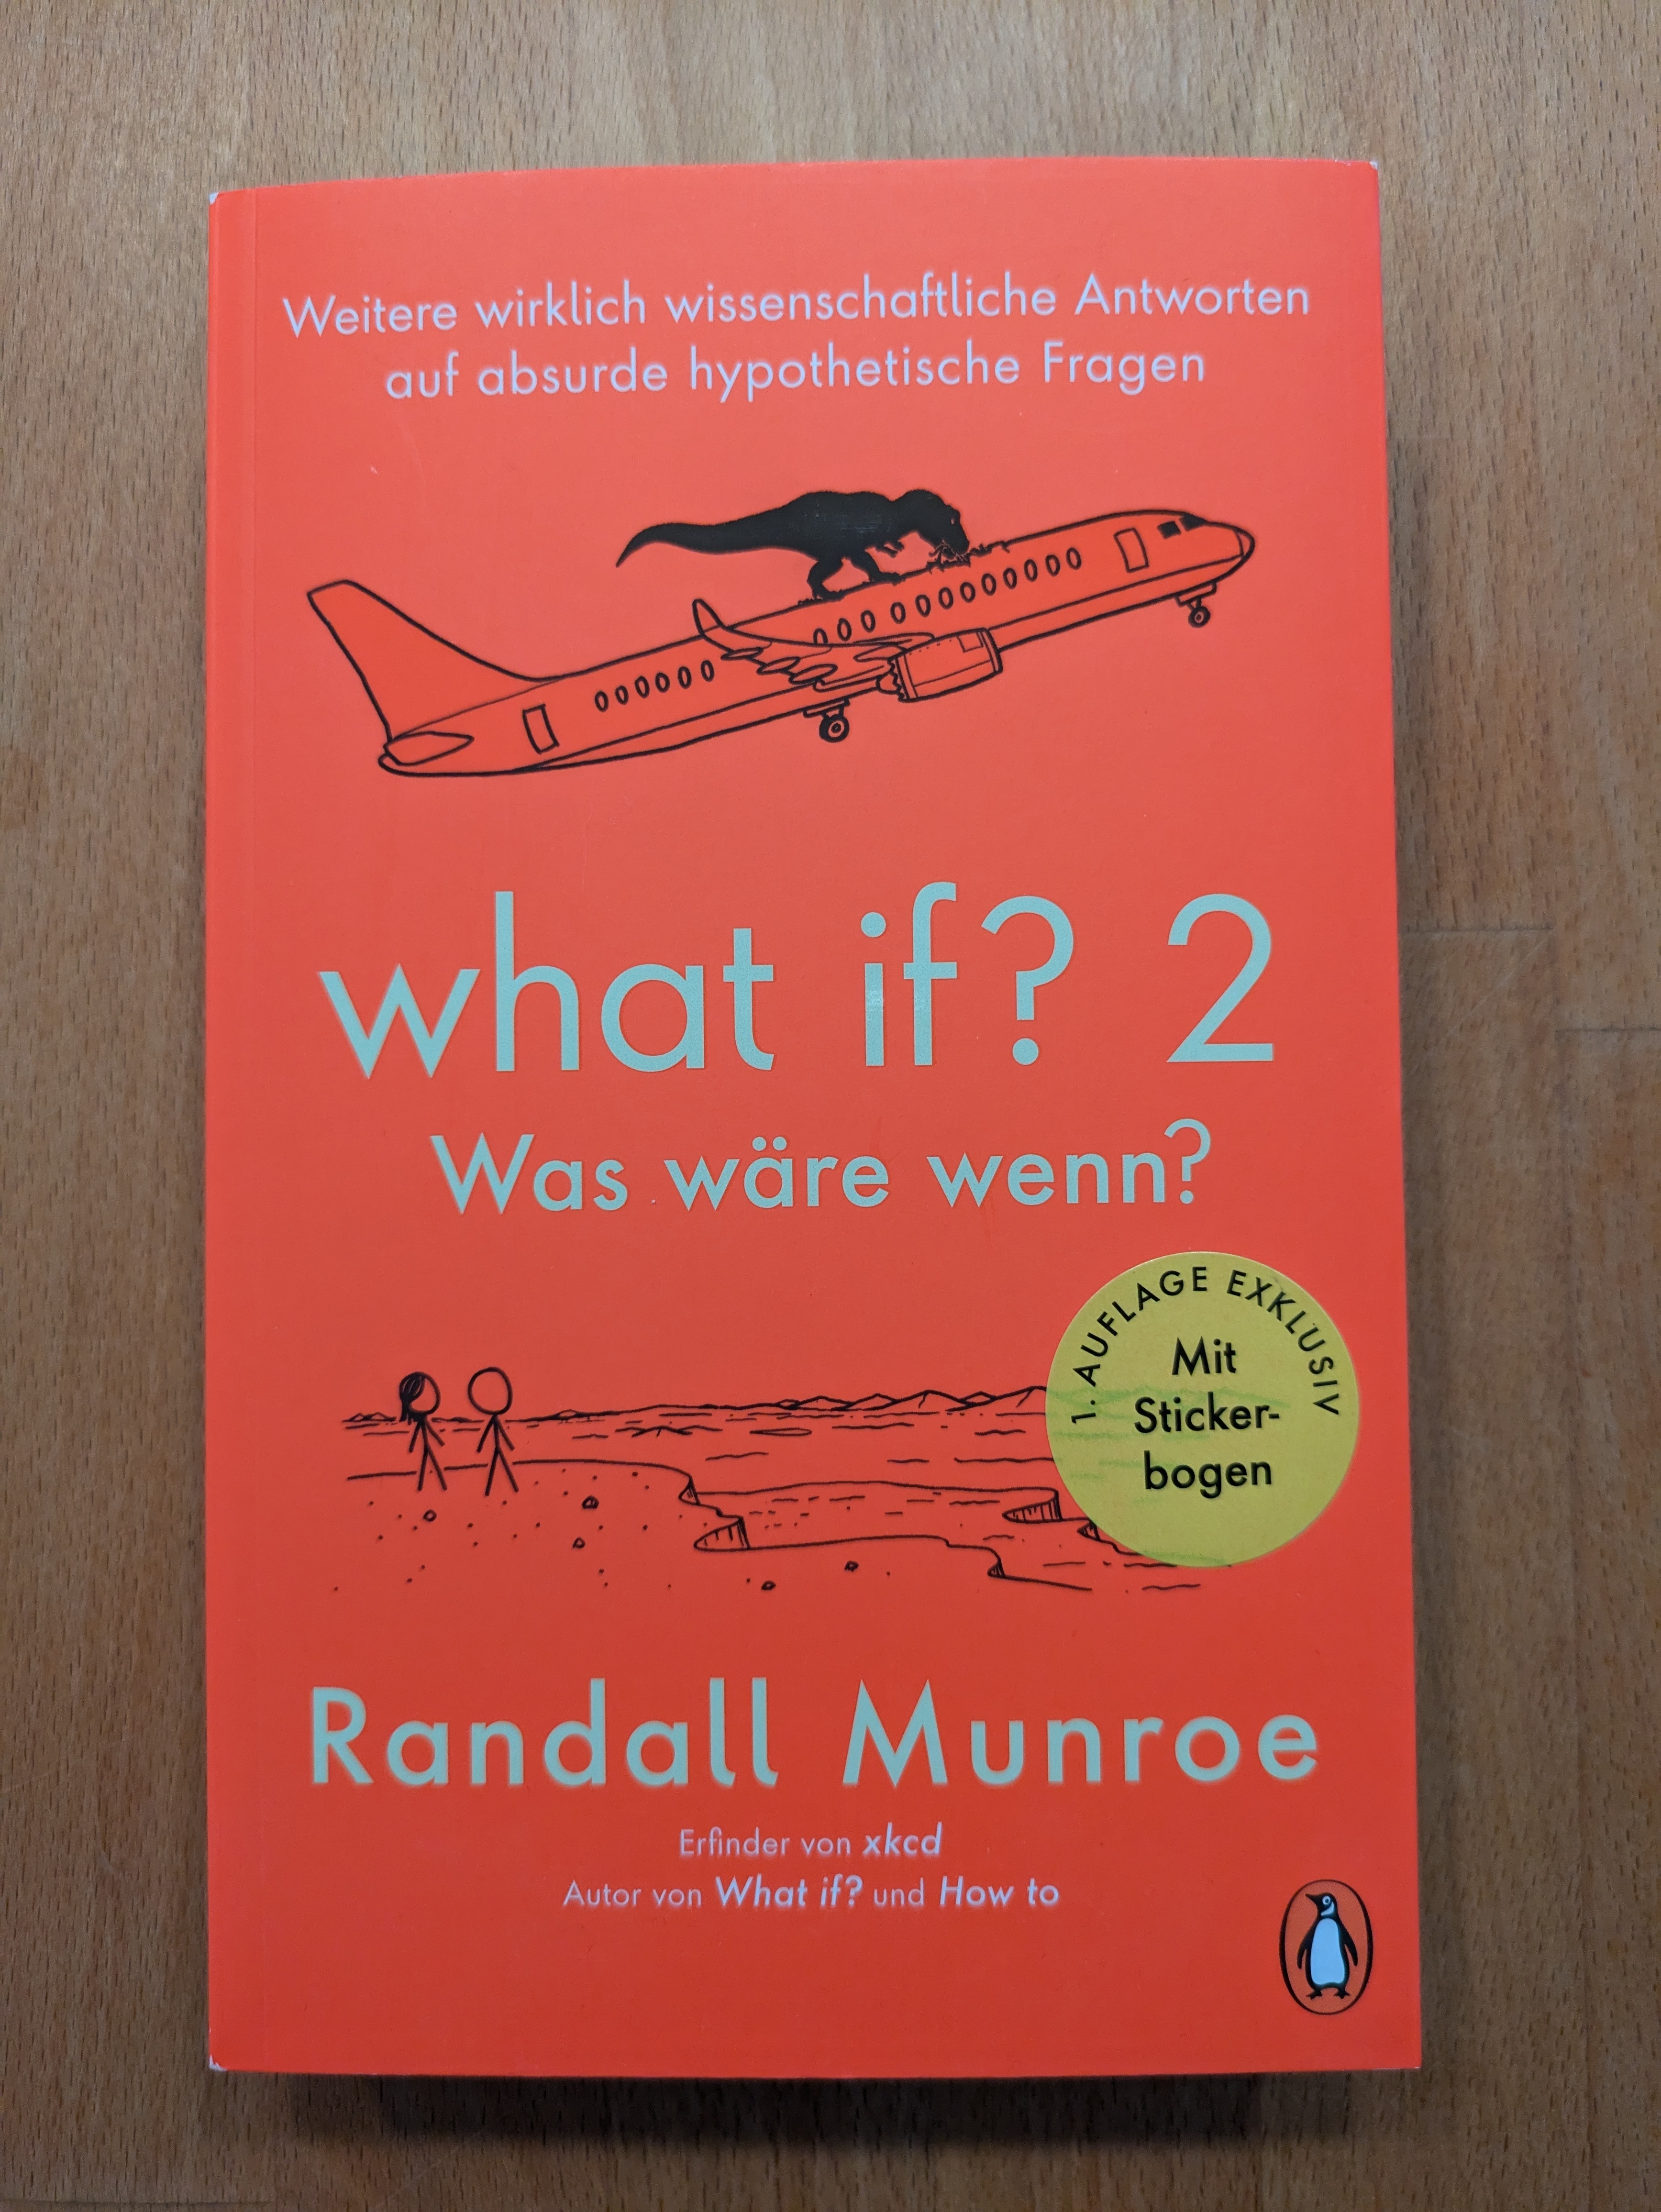 Weitere wirklich wissenschaftliche Antworten
auf absurde hypothetische Fragen
what if? 2
Was wäre wenn?
1. AUFLAGE EXKLUSIV
Mit
Sticker-
bogen
Randall Munroe
Erfinder von xkcd
Autor von What if? und How to